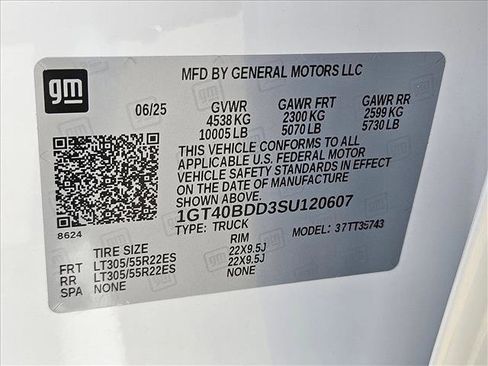 gm
MFD BY GENERAL MOTORS LLC
06/25 GVWR GAWR FRT GAWR RR
4538 KG 2300 KG 2599 KG
10005 LB 5070 LB 5730 LB
THIS VEHICLE CONFORMS TO ALL
APPLICABLE U.S. FEDERAL MOTOR
VEHICLE SAFETY STANDARDS IN EFFECT
ON THE DATE OF MANUFACTURE SHOWN ABOVE.
1GT40BDD3SU120607
8624 TYPE: TRUCK MODEL: 37TT35743
TIRE SIZE RIM
FRT LT305/55R22ES 22X9.5J
RR LT305/55R22ES 22X9.5J
SPA NONE NONE